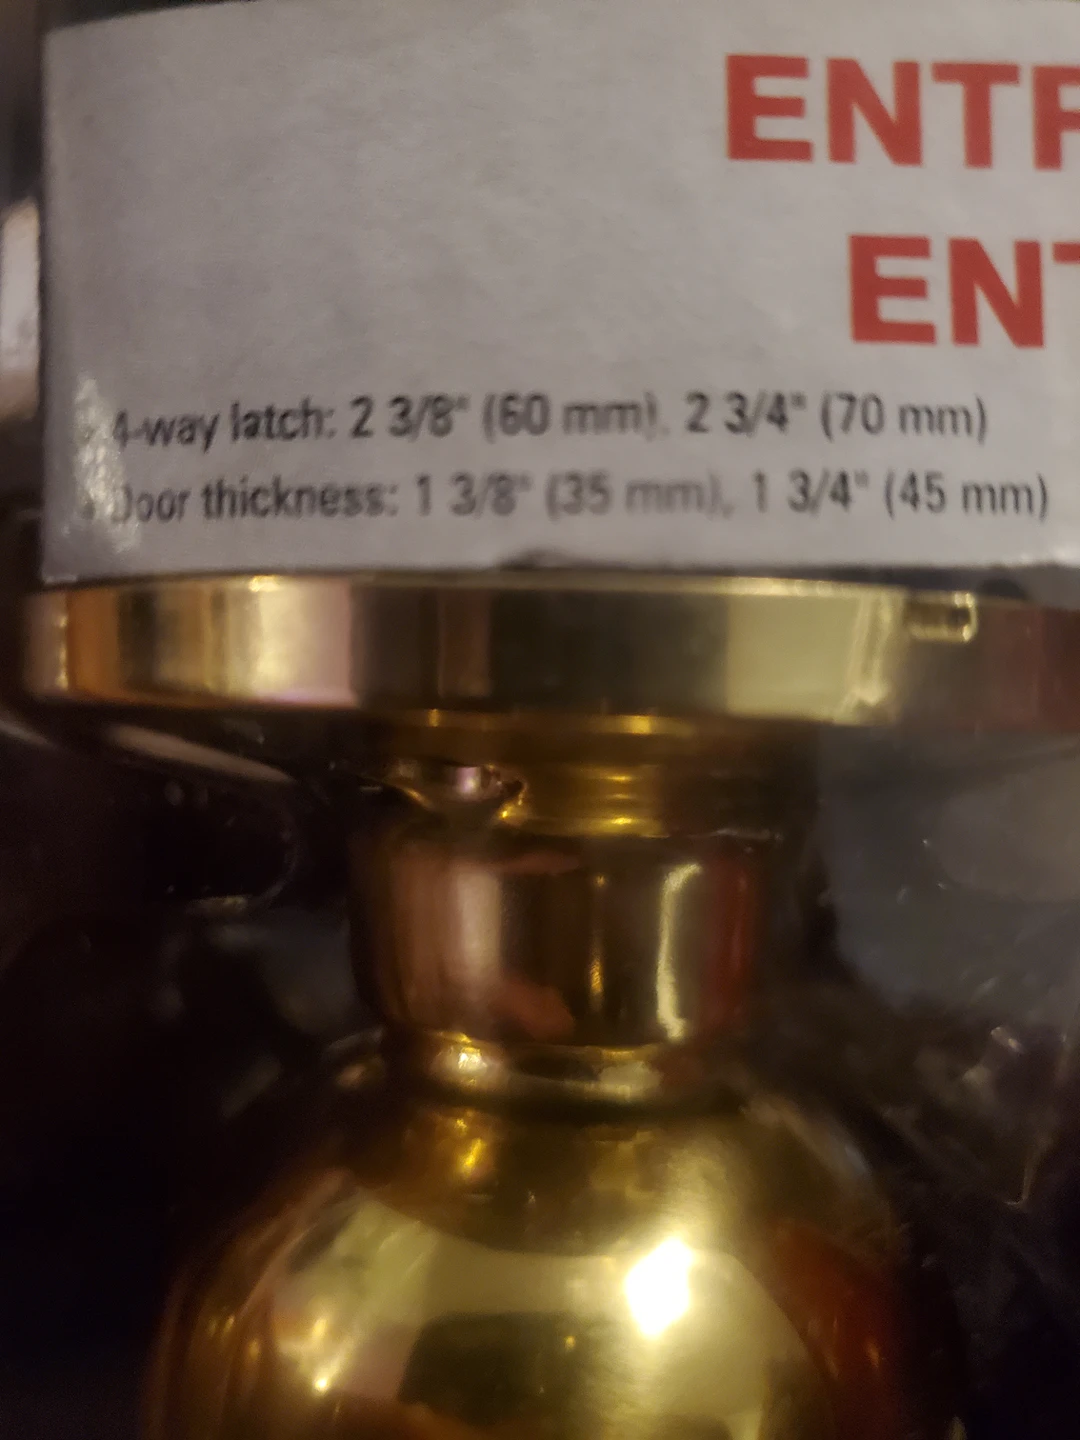 ENTR
ENT
4-way latch: 2 3/8" (60 mm), 2 3/4" (70 mm)
Door thickness: 1 3/8" (35 mm), 1 3/4" (45 mm)